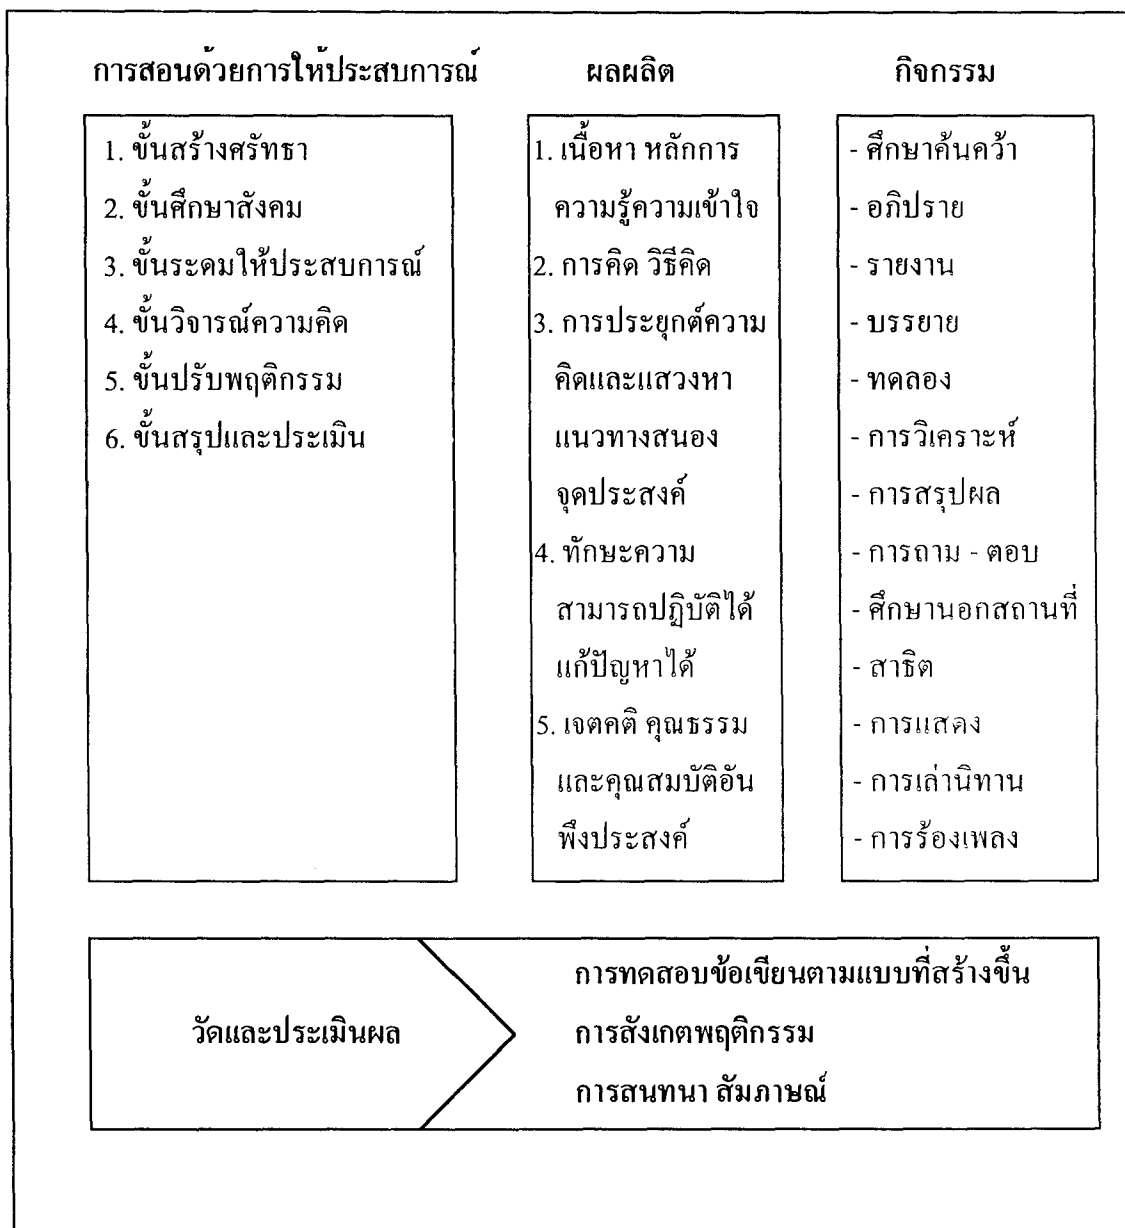 การสอนด้วยการให้ประสบการณ์
1. ขั้นสร้างศรัทธา
2. ขั้นศึกษาสังคม
3. ขั้นระดมให้ประสบการณ์
4. ขั้นวิจารณ์ความคิด
5. ขั้นปรับพฤติกรรม
6. ขั้นสรุปและประเมิน
ผลผลิต
1. เนื้อหา หลักการ
ความรู้ความเข้าใจ
2. การคิด วิธีคิด
3. การประยุกต์ความ
คิดและแสวงหา
แนวทางสนอง
จุดประสงค์
4. ทักษะความ
สามารถปฏิบัติได้
แก้ปัญหาได้
5. เจตคติ คุณธรรม
และคุณสมบัติอัน
พึงประสงค์
กิจกรรม
- ศึกษาค้นคว้า
- อภิปราย
- รายงาน
- บรรยาย
- ทดลอง
- การวิเคราะห์
- การสรุปผล
- การถาม - ตอบ
- ศึกษานอกสถานที่
- สาธิต
- การแสดง
- การเล่านิทาน
- การร้องเพลง
วัดและประเมินผล
การทดสอบข้อเขียนตามแบบที่สร้างขึ้น
การสังเกตพฤติกรรม
การสนทนา สัมภาษณ์